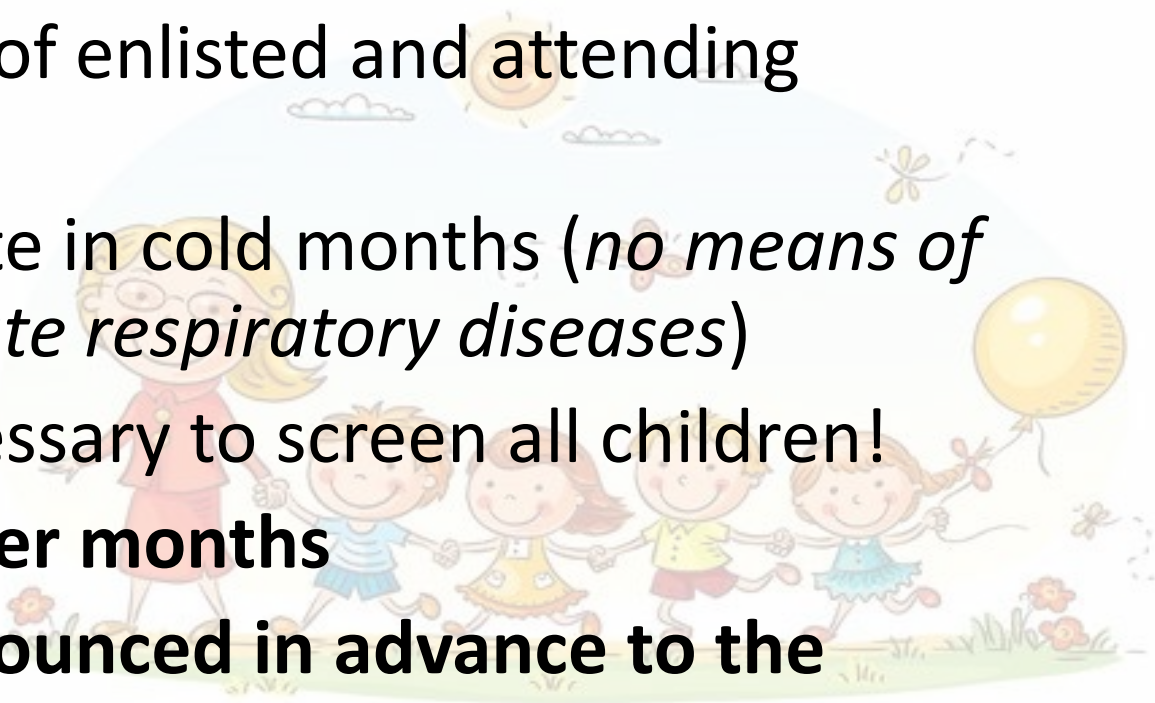 of enlisted and attending
te in cold months (no means of
te respiratory diseases)
essary to screen all children!
er months
ounced in advance to the